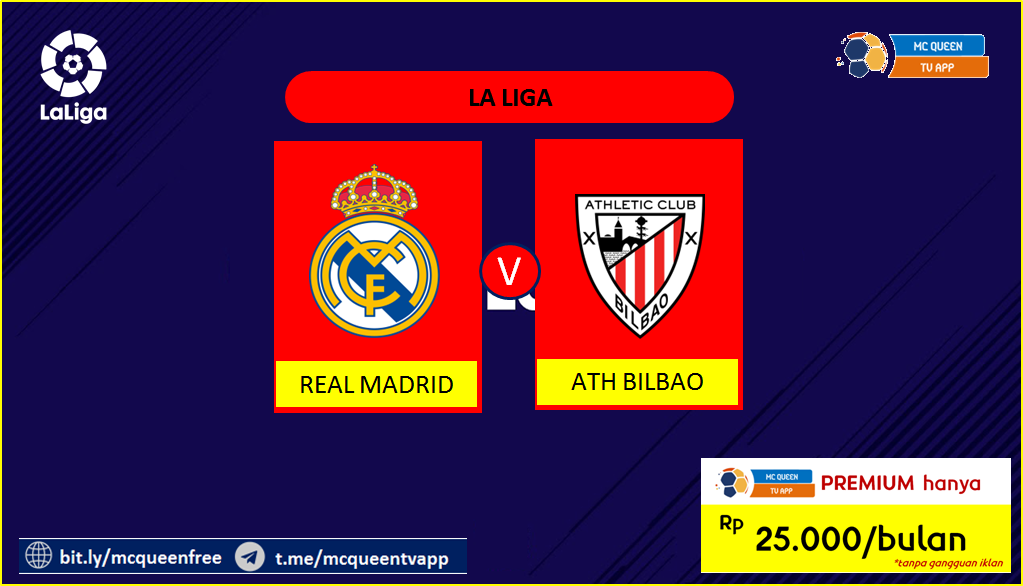 LaLiga
MC QUEEN
TV APP
LA LIGA
ATHLETIC CLUB
BILBAO
V
REAL MADRID
ATH BILBAO
MC QUEEN
TV APP
PREMIUM hanya
Rp 25.000/bulan
*tanpa gangguan iklan
bit.ly/mcqueenfree
t.me/mcqueentvapp